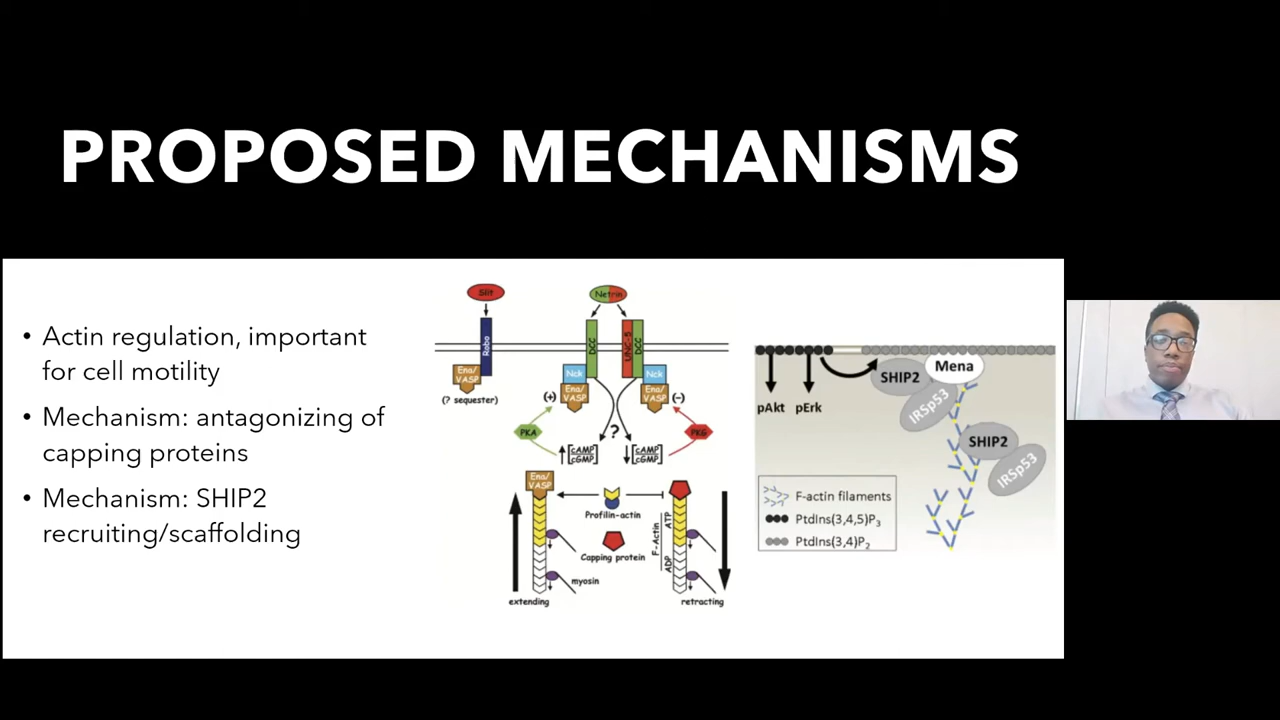 PROPOSED MECHANISMS
• Actin regulation, important
for cell motility
• Mechanism: antagonizing of
capping proteins
• Mechanism: SHIP2
recruiting/scaffolding
Slit
Robo
Ena/
VASP
(? sequester)
Netrin
DCC
UNC-5
DCC
Nck
Ena/
VASP
Nck
Ena/
VASP
(+)
(-)
PKA
?
PKG
cAMP
cGMP
cAMP
cGMP
Ena/
VASP
Profilin-actin
Capping protein
myosin
F-Actin
ATP
ADP
extending
retracting
SHIP2
Mena
IRSp53
pAkt
pErk
SHIP2
IRSp53
F-actin filaments
PtdIns(3,4,5)P3
PtdIns(3,4)P2